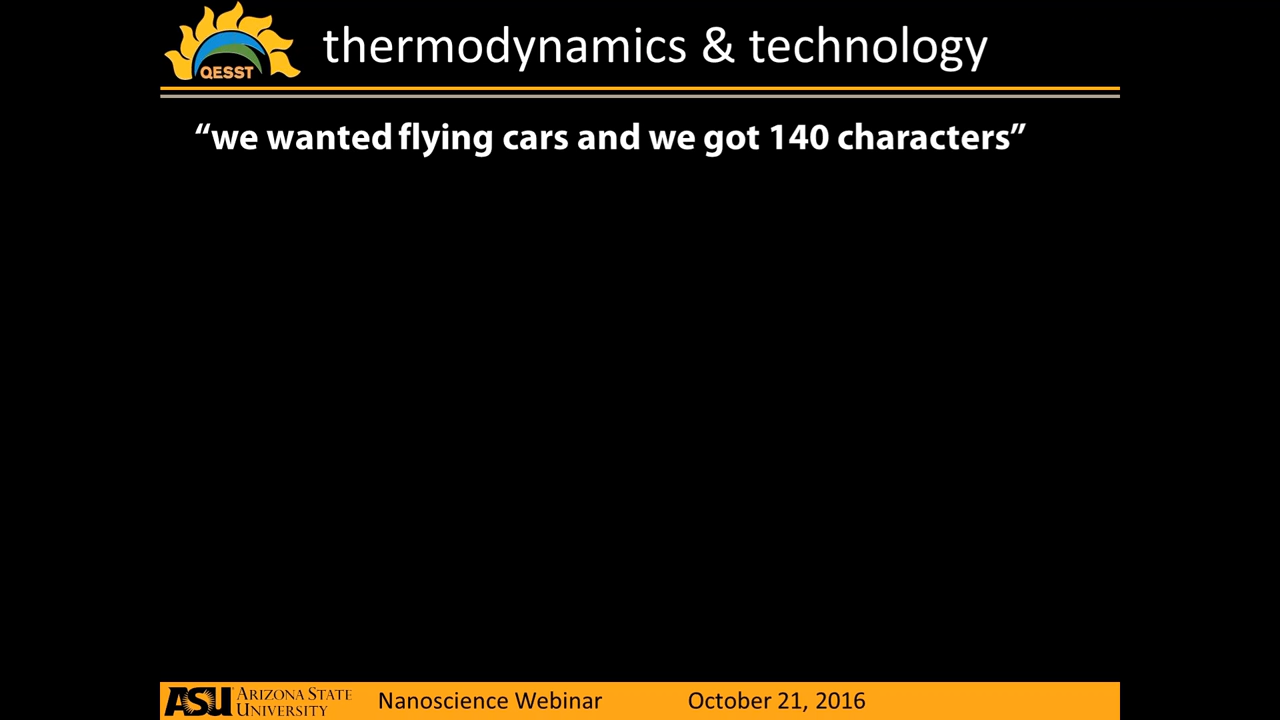 QESST
thermodynamics & technology
“we wanted flying cars and we got 140 characters”
ASU ARIZONA STATE UNIVERSITY
Nanoscience Webinar
October 21, 2016